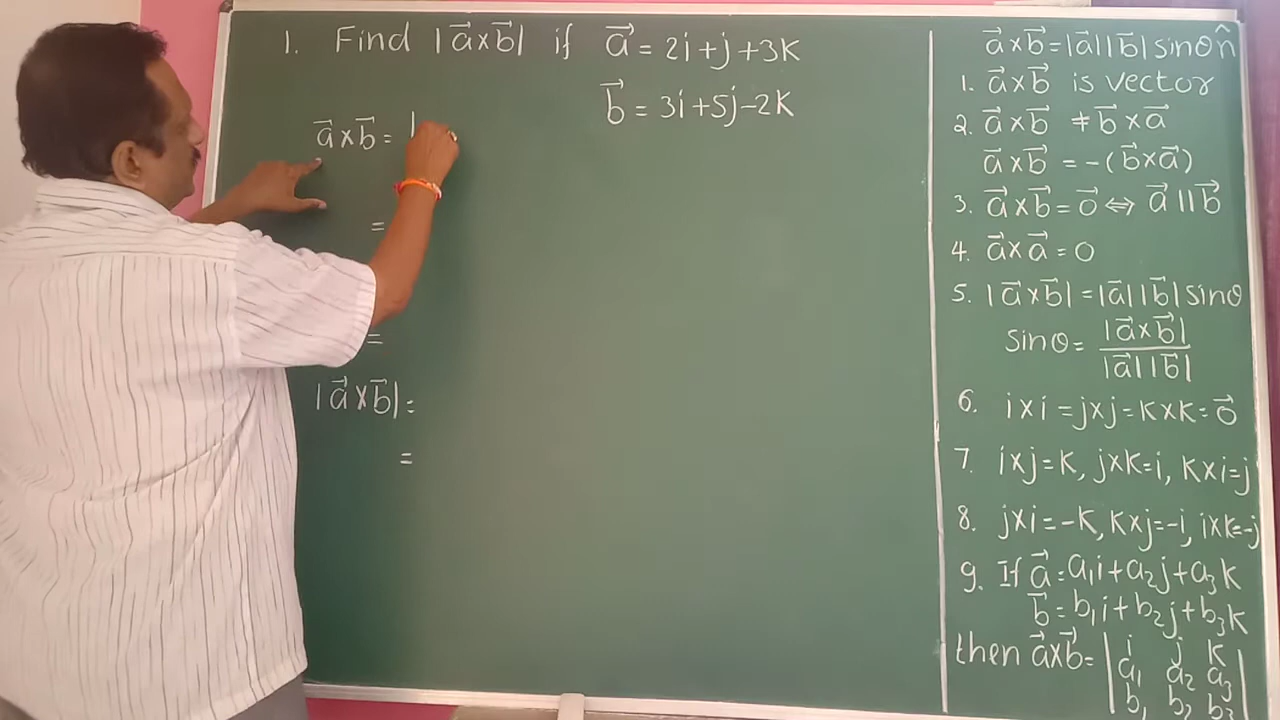 1. Find |a⃗×b⃗| if a⃗ = 2i+j+3k
b⃗ = 3i+5j-2k
a⃗×b⃗ = |
=
=
|a⃗×b⃗| =
=
a⃗×b⃗ = |a⃗||b⃗| sinθ n̂
1. a⃗×b⃗ is vector
2. a⃗×b⃗ ≠ b⃗×a⃗
a⃗×b⃗ = -(b⃗×a⃗)
3. a⃗×b⃗ = 0⃗ ⇔ a⃗ || b⃗
4. a⃗×a⃗ = 0
5. |a⃗×b⃗| = |a⃗||b⃗| sinθ
sinθ = |a⃗×b⃗| / |a⃗||b⃗|
6. i×i = j×j = k×k = 0⃗
7. i×j=k, j×k=i, k×i=j
8. j×i=-k, k×j=-i, i×k=-j
9. If a⃗ = a₁i+a₂j+a₃k
b⃗ = b₁i+b₂j+b₃k
then a⃗×b⃗ = | i j k
a₁ a₂ a₃
b₁ b₂ b₃ |